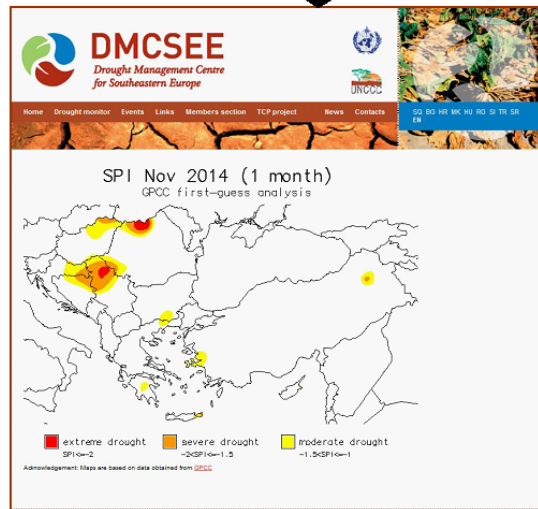 DMCSEE
Drought Management Centre
for Southeastern Europe
UNCCD
Home Drought monitor Events Links Members section TCP project News Contacts
SQ BG HR MK HU RO SI TR SR
EN
SPI Nov 2014 (1 month)
GPCC first-guess analysis
extreme drought severe drought moderate drought
SPI<=-2 -2<SPI<=-1.5 -1.5<SPI<=-1
Acknowledgement: Maps are based on data obtained from GPCC